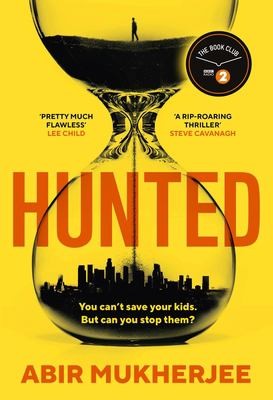 THE BOOK CLUB
BBC
RADIO 2
'PRETTY MUCH
FLAWLESS'
LEE CHILD
'A RIP-ROARING
THRILLER'
STEVE CAVANAGH
HUNTED
You can't save your kids.
But can you stop them?
ABIR MUKHERJEE